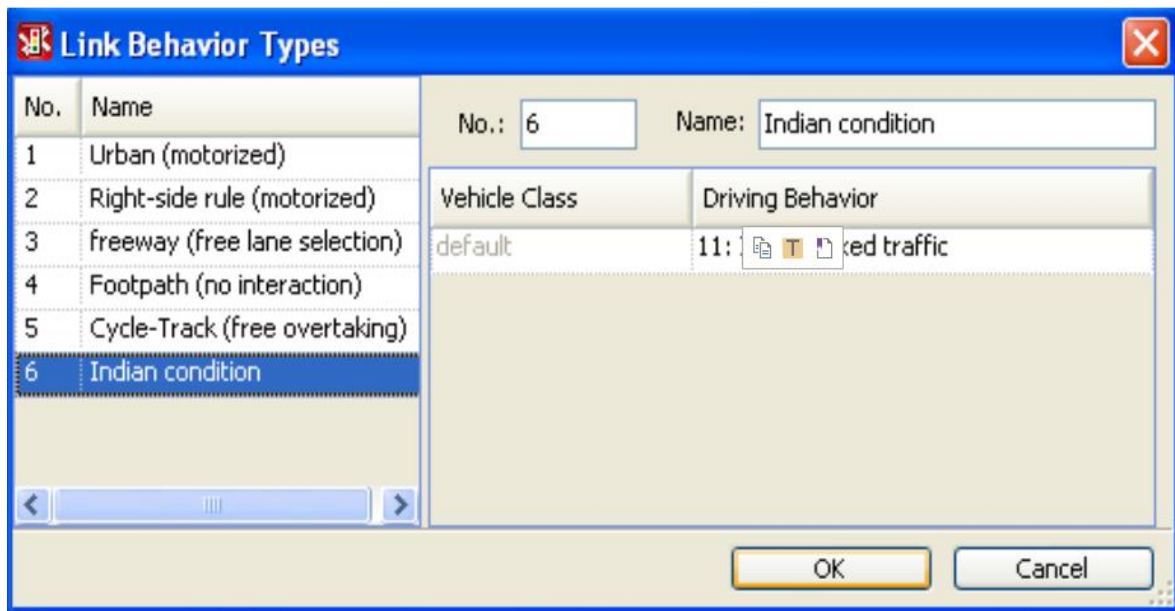 Link Behavior Types
No. Name
1 Urban (motorized)
2 Right-side rule (motorized)
3 freeway (free lane selection)
4 Footpath (no interaction)
5 Cycle-Track (free overtaking)
6 Indian condition
No.: 6 Name: Indian condition
Vehicle Class Driving Behavior
default 11: traffic
OK Cancel